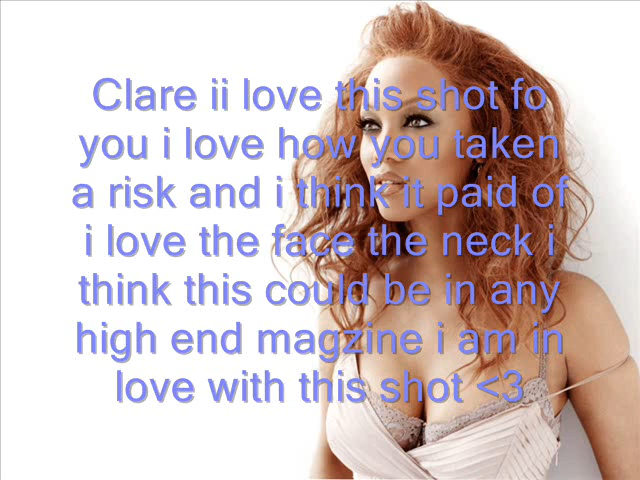 Clare ii love this shot fo
you i love how you taken
a risk and i think it paid of
i love the face the neck i
think this could be in any
high end magzine i am in
love with this shot <3